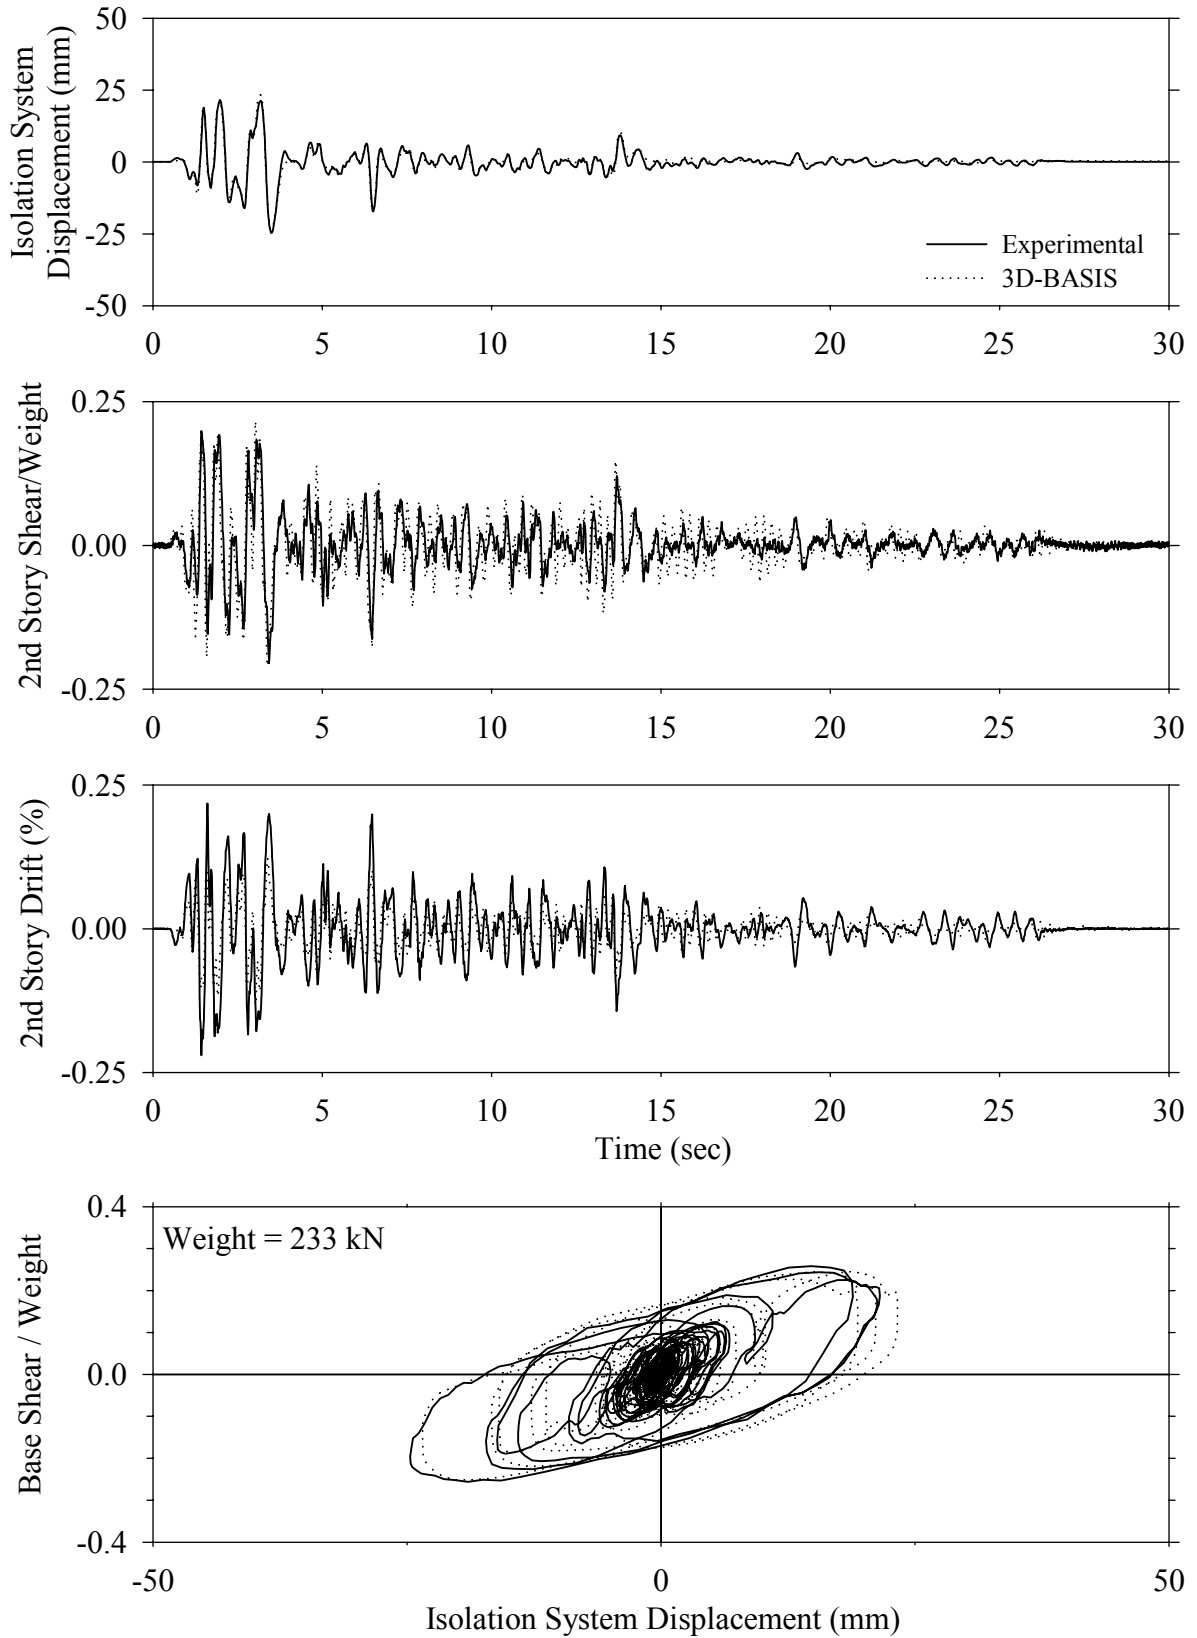 Isolation System
Displacement (mm)
50
25
0
-25
-50
Experimental
3D-BASIS
0 5 10 15 20 25 30
2nd Story Shear/Weight
0.25
0.00
-0.25
0 5 10 15 20 25 30
2nd Story Drift (%)
0.25
0.00
-0.25
0 5 10 15 20 25 30
Time (sec)
Base Shear / Weight
0.4
0.0
-0.4
Weight = 233 kN
-50 0 50
Isolation System Displacement (mm)